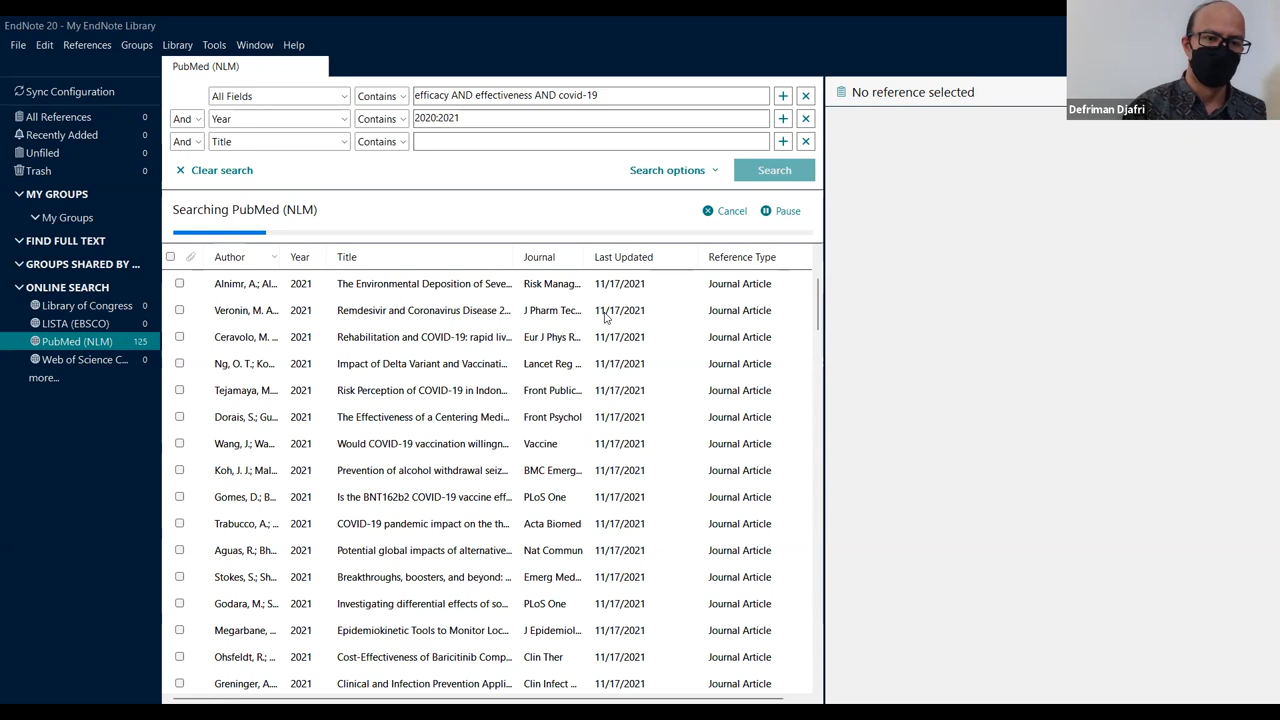 EndNote 20 - My EndNote Library
File Edit References Groups Library Tools Window Help
PubMed (NLM)
Sync Configuration
All References 0
Recently Added 0
Unfiled 0
Trash 0
MY GROUPS
My Groups
FIND FULL TEXT
GROUPS SHARED BY ...
ONLINE SEARCH
Library of Congress 0
LISTA (EBSCO) 0
PubMed (NLM) 125
Web of Science C... 0
more...
All Fields Contains efficacy AND effectiveness AND covid-19
And Year Contains 2020:2021
And Title Contains
Clear search Search options Search
Searching PubMed (NLM) Cancel Pause
Author Year Title Journal Last Updated Reference Type
Alnimr, A.; Al... 2021 The Environmental Deposition of Seve... Risk Manag... 11/17/2021 Journal Article
Veronin, M. A... 2021 Remdesivir and Coronavirus Disease 2... J Pharm Tec... 11/17/2021 Journal Article
Ceravolo, M. ... 2021 Rehabilitation and COVID-19: rapid liv... Eur J Phys R... 11/17/2021 Journal Article
Ng, O. T.; Ko... 2021 Impact of Delta Variant and Vaccinati... Lancet Reg ... 11/17/2021 Journal Article
Tejamaya, M.... 2021 Risk Perception of COVID-19 in Indon... Front Public... 11/17/2021 Journal Article
Dorais, S.; Gu... 2021 The Effectiveness of a Centering Medi... Front Psychol 11/17/2021 Journal Article
Wang, J.; Wa... 2021 Would COVID-19 vaccination willingn... Vaccine 11/17/2021 Journal Article
Koh, J. J.; Mal... 2021 Prevention of alcohol withdrawal seiz... BMC Emerg... 11/17/2021 Journal Article
Gomes, D.; B... 2021 Is the BNT162b2 COVID-19 vaccine eff... PLoS One 11/17/2021 Journal Article
Trabucco, A.; ... 2021 COVID-19 pandemic impact on the th... Acta Biomed 11/17/2021 Journal Article
Aguas, R.; Bh... 2021 Potential global impacts of alternative... Nat Commun 11/17/2021 Journal Article
Stokes, S.; Sh... 2021 Breakthroughs, boosters, and beyond: ... Emerg Med... 11/17/2021 Journal Article
Godara, M.; S... 2021 Investigating differential effects of so... PLoS One 11/17/2021 Journal Article
Megarbane, ... 2021 Epidemiokinetic Tools to Monitor Loc... J Epidemiol... 11/17/2021 Journal Article
Ohsfeldt, R.; ... 2021 Cost-Effectiveness of Baricitinib Comp... Clin Ther 11/17/2021 Journal Article
Greninger, A.... 2021 Clinical and Infection Prevention Appli... Clin Infect ... 11/17/2021 Journal Article
No reference selected
Defriman Djafri